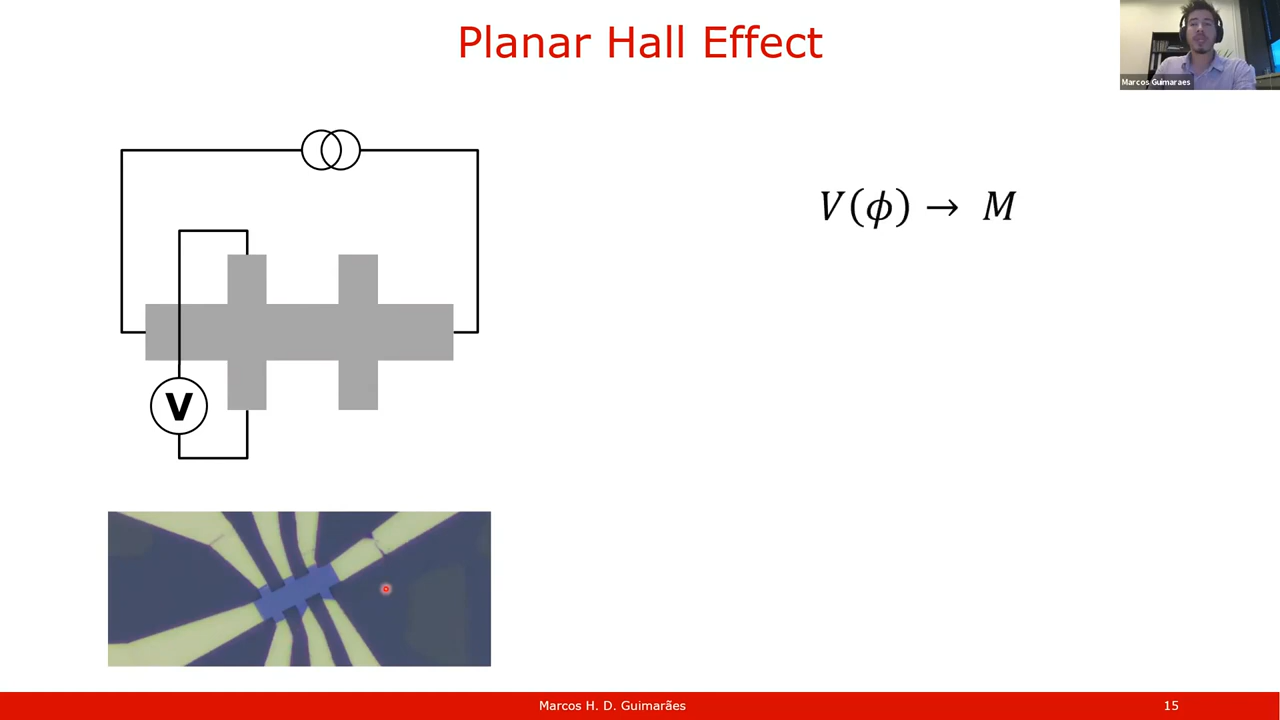 Planar Hall Effect
Marcos Guimaraes
V(ϕ) → M
V
Marcos H. D. Guimarães
15